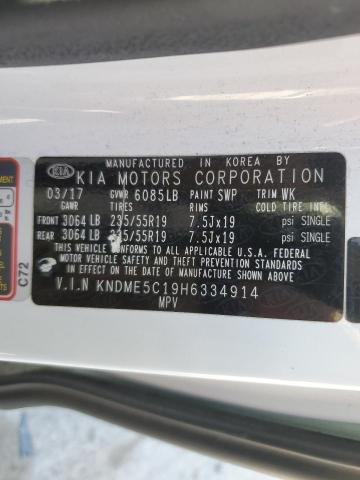 MANUFACTURED IN KOREA BY
KIA KIA MOTORS CORPORATION
03/17 GVWR 6085LB PAINT SWP TRIM WK
GAWR TIRES RIMS COLD TIRE INFL
FRONT 3064 LB 235/55R19 7.5Jx19 psi SINGLE
REAR 3064 LB 235/55R19 7.5Jx19 psi SINGLE
THIS VEHICLE CONFORMS TO ALL APPLICABLE U.S.A. FEDERAL
MOTOR VEHICLE SAFETY AND THEFT PREVENTION STANDARDS
IN EFFECT ON THE DATE OF MANUFACTURE SHOWN ABOVE.
V.I.N KNDME5C19H6334914
MPV
C72